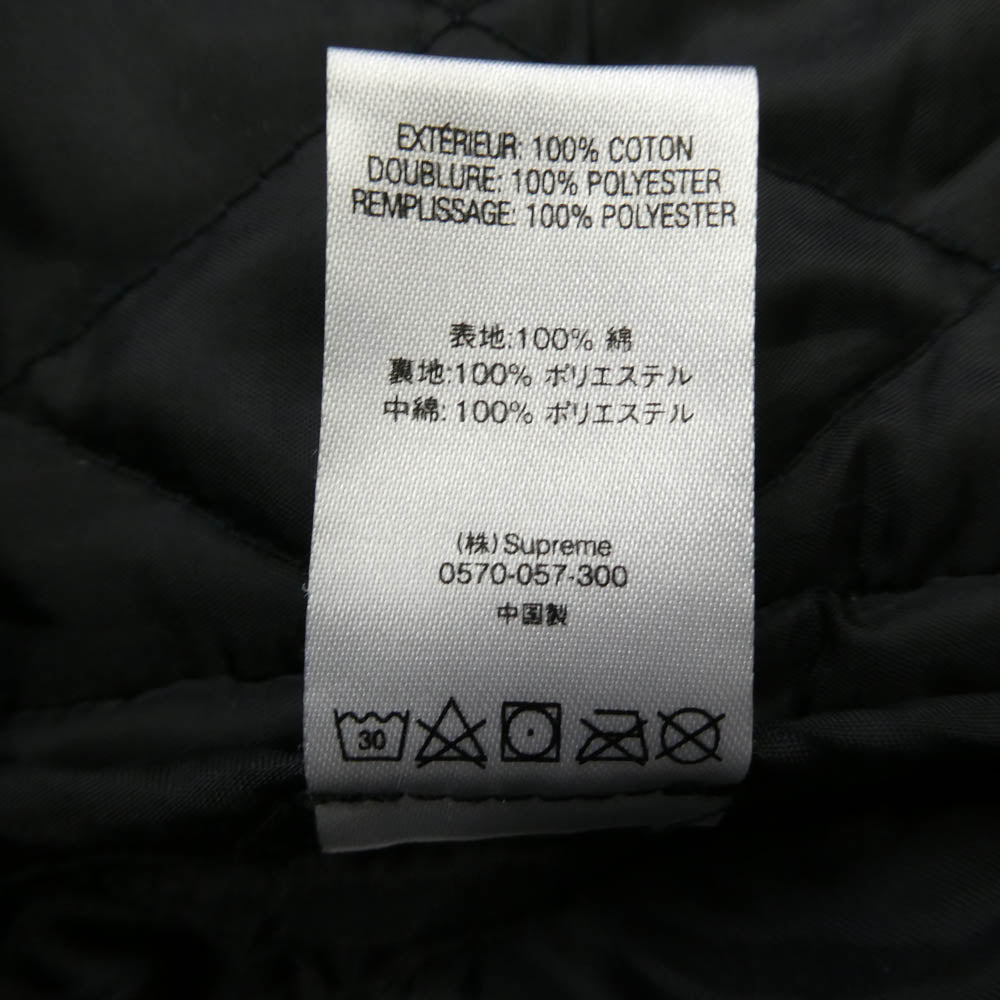 EXTÉRIEUR: 100% COTON
DOUBLURE: 100% POLYESTER
REMPLISSAGE: 100% POLYESTER
表地:100% 綿
裏地:100% ポリエステル
中綿: 100% ポリエステル
(株)Supreme
0570-057-300
中国製
30